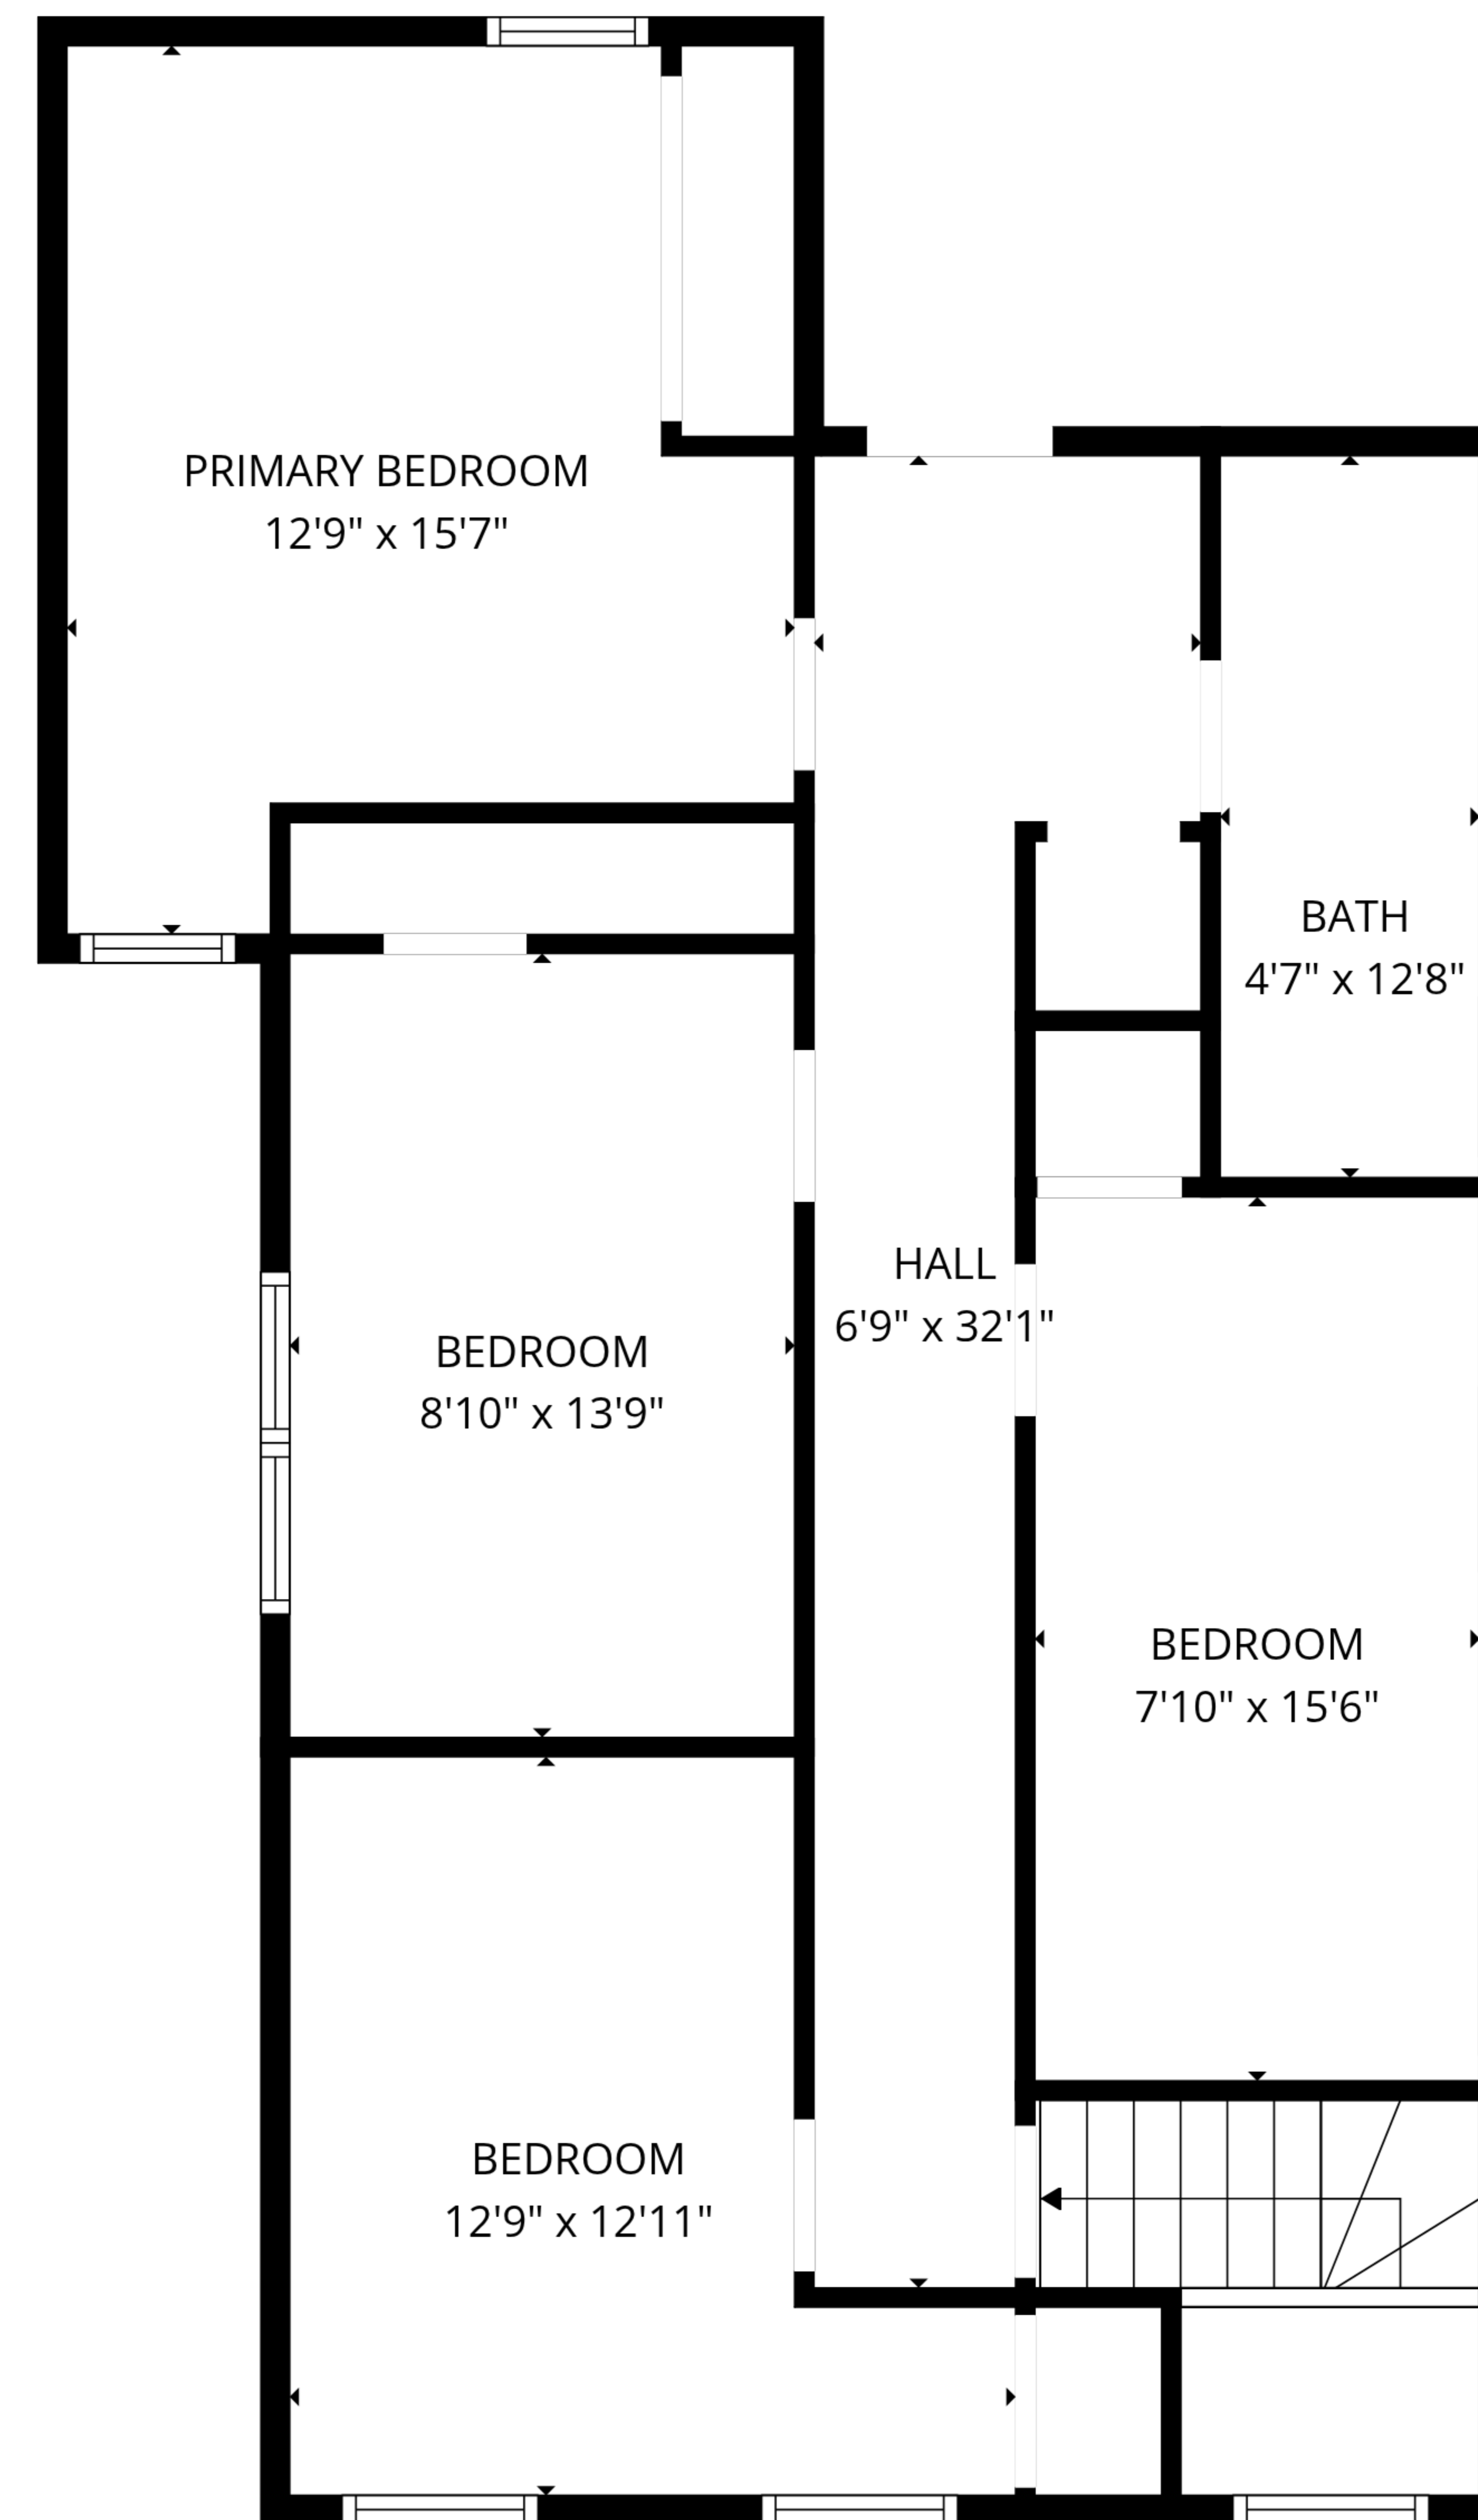 PRIMARY BEDROOM
12'9" x 15'7"
BATH
4'7" x 12'8"
HALL
6'9" x 32'1"
BEDROOM
8'10" x 13'9"
BEDROOM
7'10" x 15'6"
BEDROOM
12'9" x 12'11"